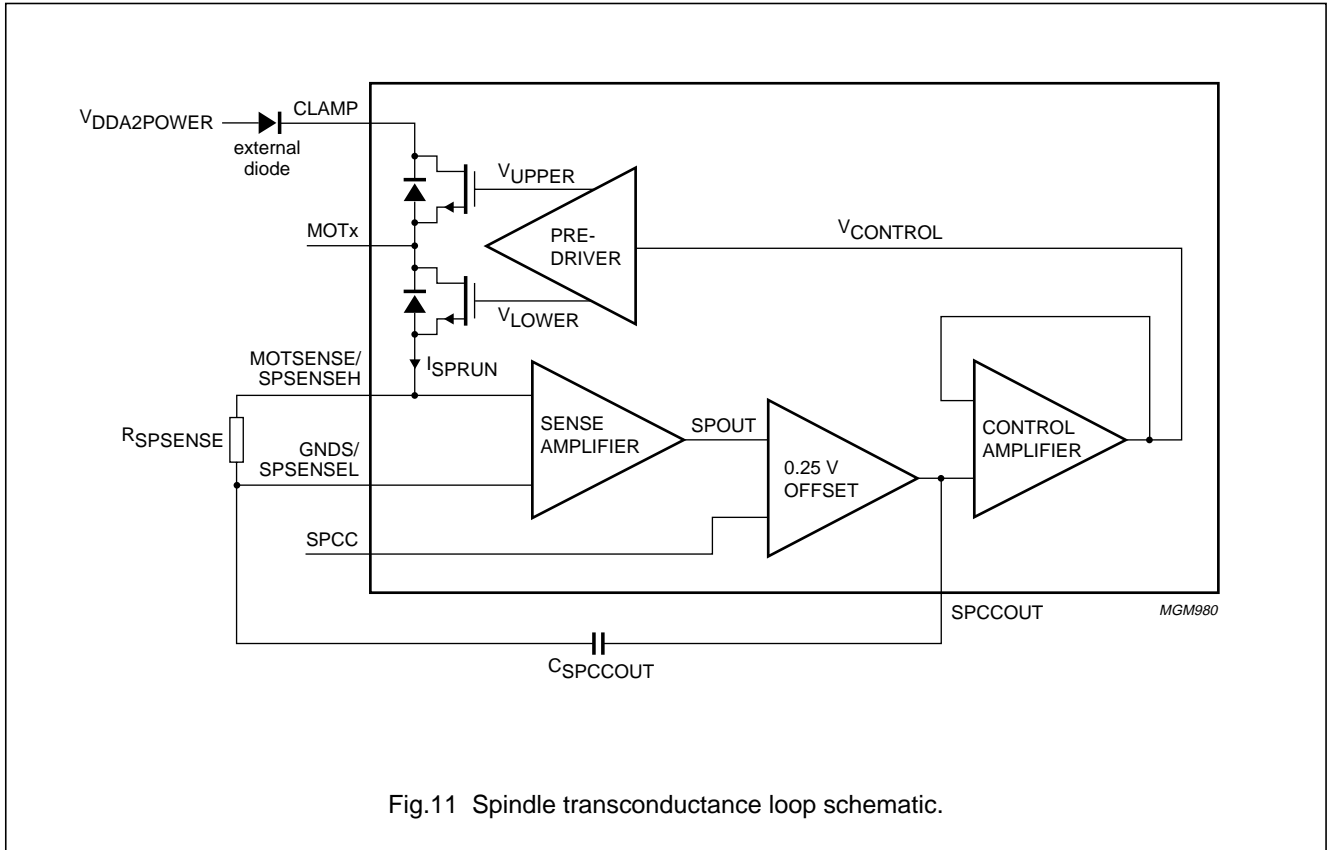 CLAMP
VDDA2POWER
external
diode
VUPPER
MOTx
PRE-
DRIVER
VCONTROL
VLOWER
MOTSENSE/
SPSENSEH
ISPRUN
RSPSENSE
GNDS/
SPSENSEL
SENSE
AMPLIFIER
SPOUT
0.25 V
OFFSET
CONTROL
AMPLIFIER
SPCC
SPCCOUT
MGM980
CSPCCOUT
Fig.11 Spindle transconductance loop schematic.